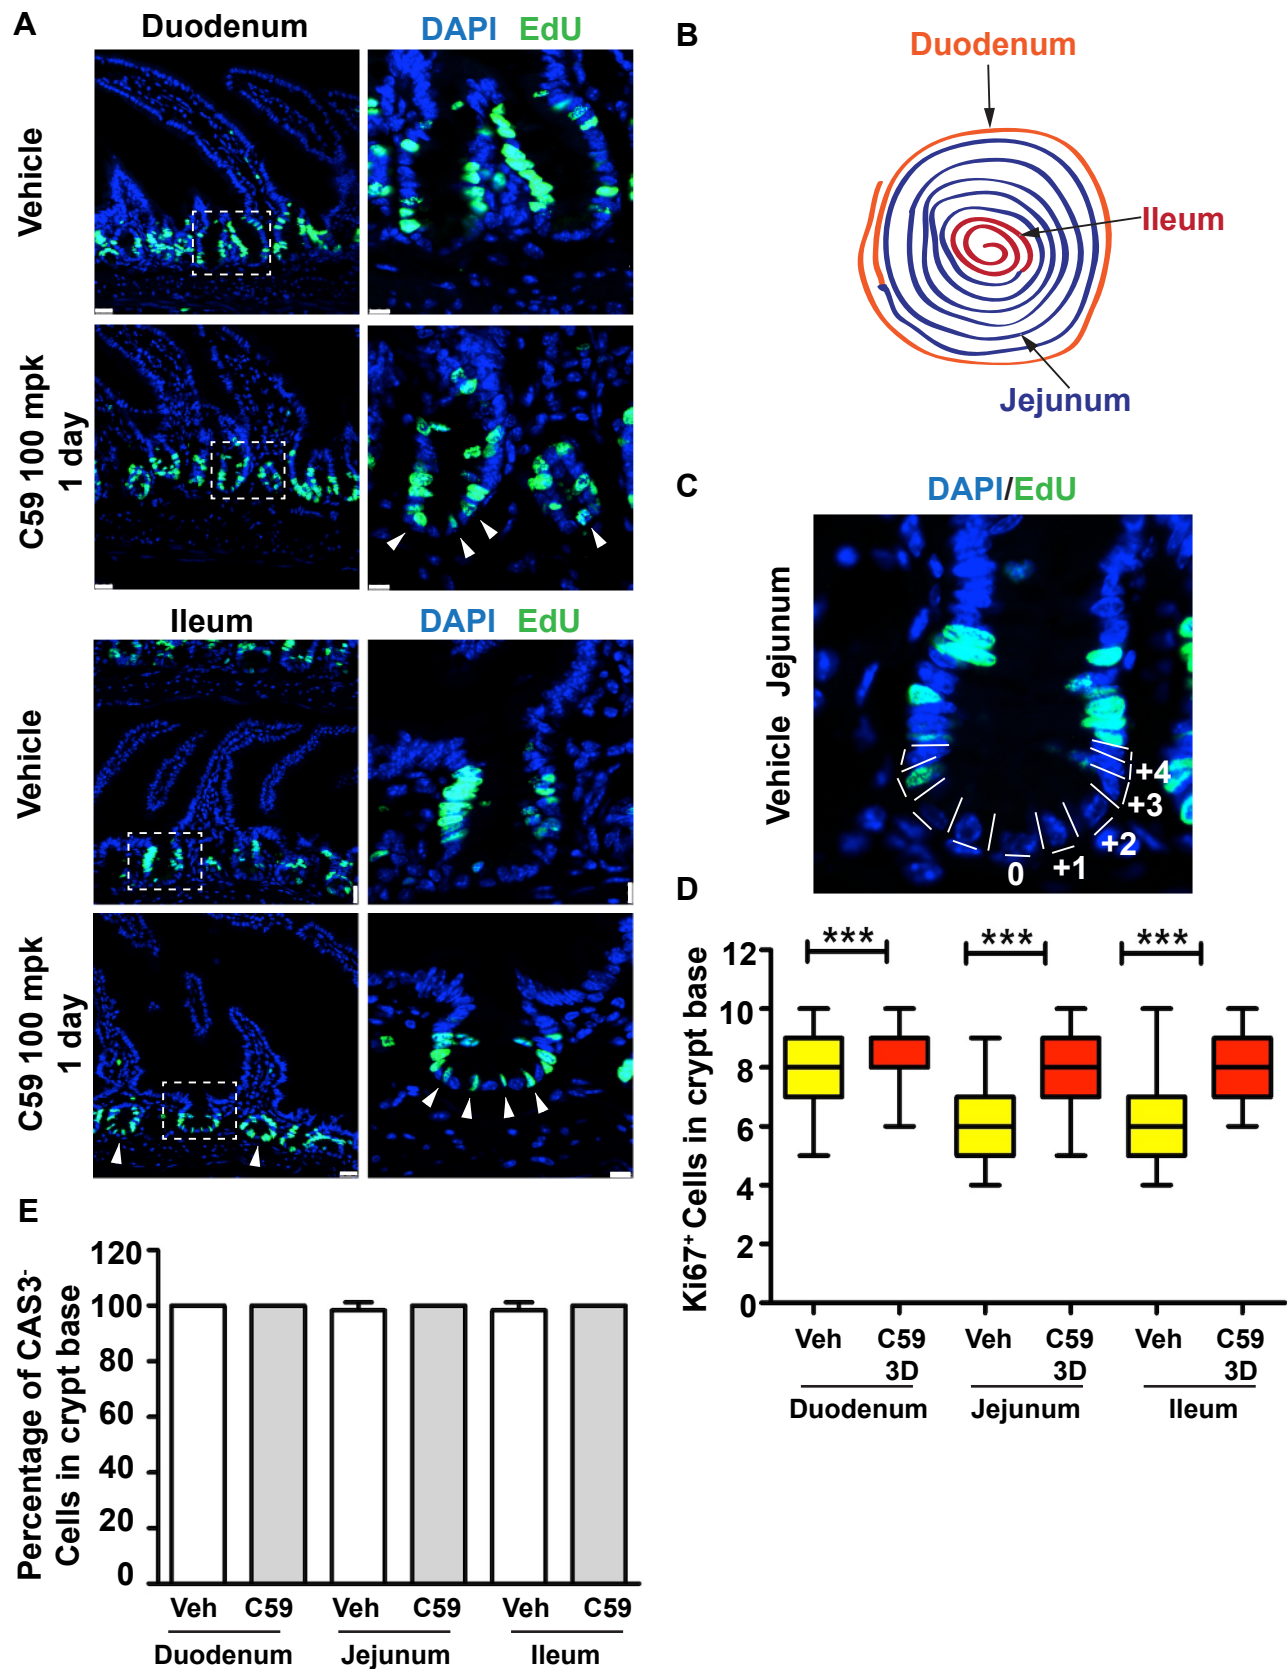 A
Duodenum
DAPI EdU
Vehicle
C59 100 mpk
1 day
Ileum
DAPI EdU
Vehicle
C59 100 mpk
1 day
B
Duodenum
Ileum
Jejunum
C
DAPI/EdU
Vehicle Jejunum
0
+1
+2
+3
+4
D
Ki67+ Cells in crypt base
12
10
8
6
4
2
0
*** *** ***
Veh C59 Veh C59 Veh C59
3D 3D 3D
Duodenum Jejunum Ileum
E
Percentage of CAS3-
Cells in crypt base
120
100
80
60
40
20
0
Veh C59 Veh C59 Veh C59
Duodenum Jejunum Ileum